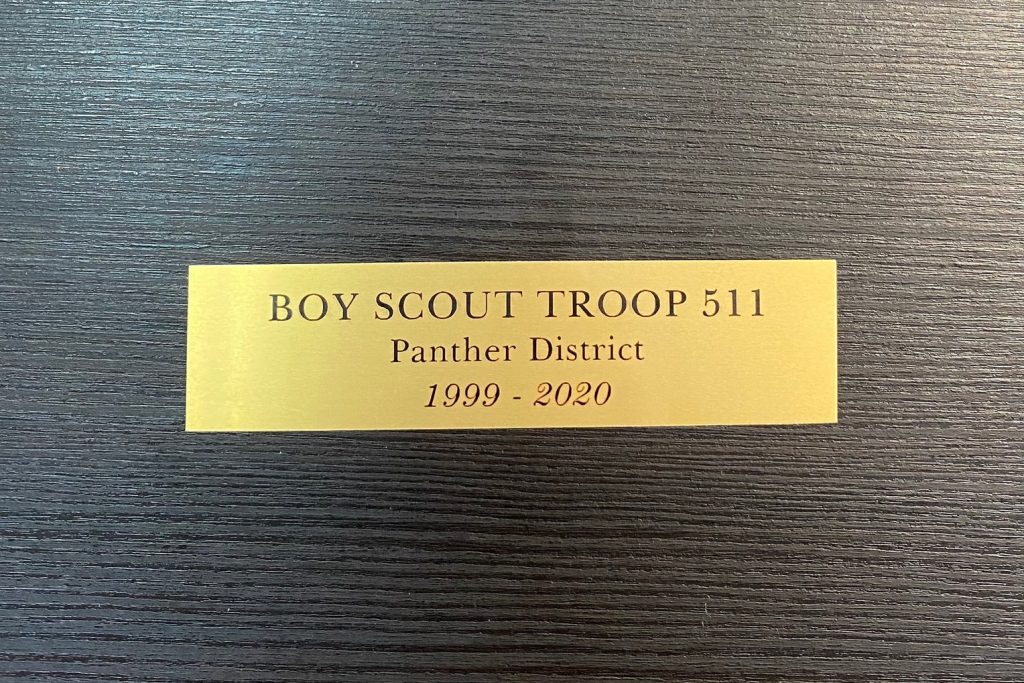 BOY SCOUT TROOP 511
Panther District
1999 - 2020